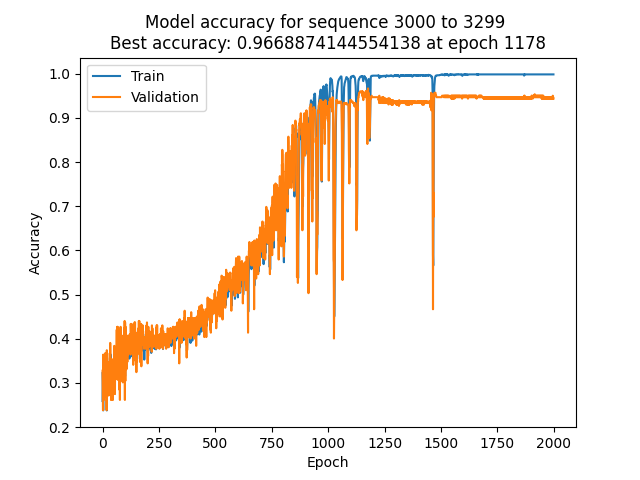 Model accuracy for sequence 3000 to 3299
Best accuracy: 0.9668874144554138 at epoch 1178
Train
Validation
Accuracy
1.0
0.9
0.8
0.7
0.6
0.5
0.4
0.3
0.2
0 250 500 750 1000 1250 1500 1750 2000
Epoch